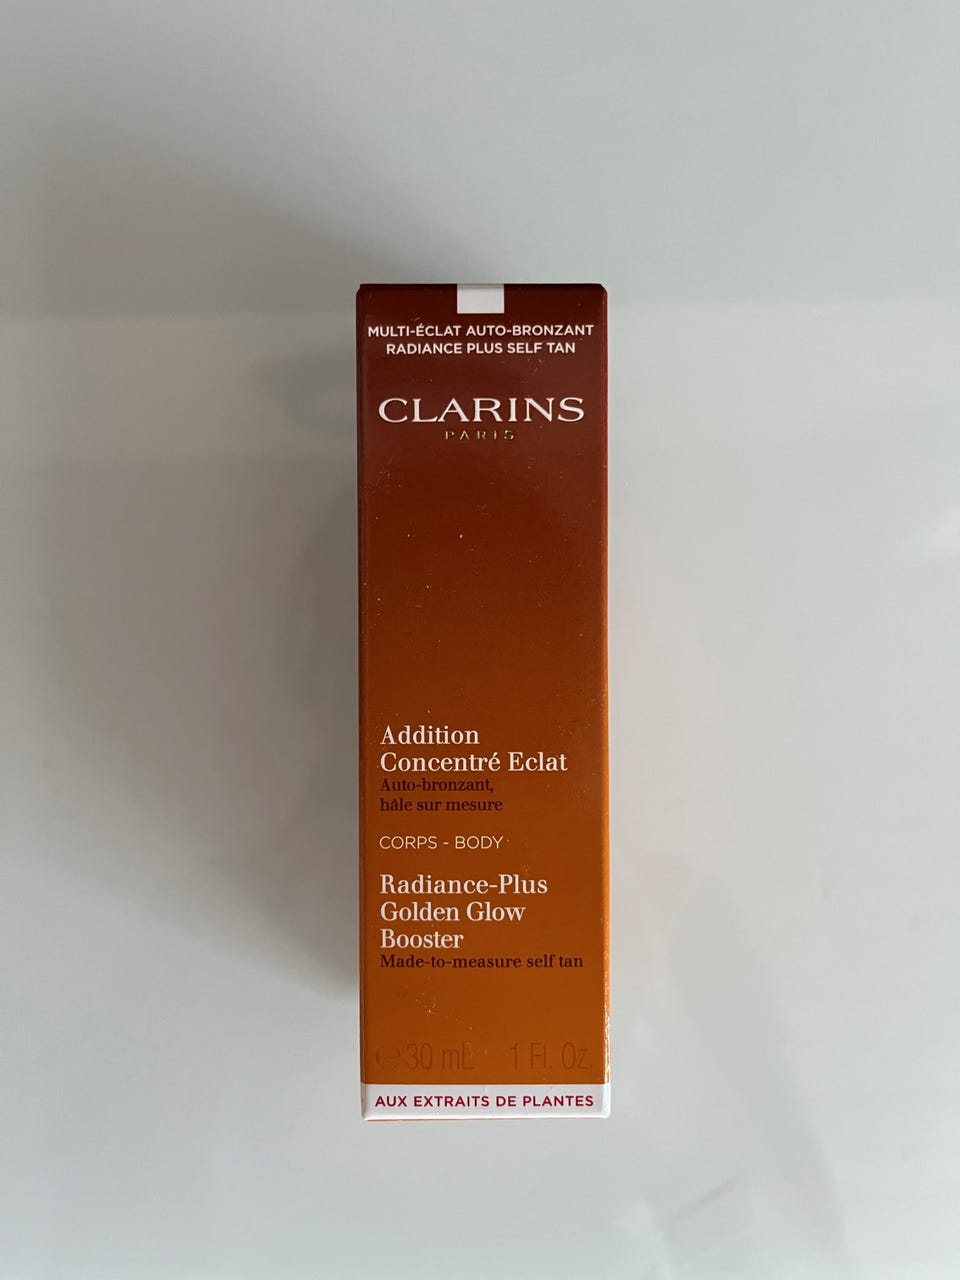 MULTI-ÉCLAT AUTO-BRONZANT
RADIANCE PLUS SELF TAN
CLARINS
PARIS
Addition
Concentré Eclat
Auto-bronzant,
hâle sur mesure
CORPS - BODY
Radiance-Plus
Golden Glow
Booster
Made-to-measure self tan
℮ 30 mL 1 Fl. Oz.
AUX EXTRAITS DE PLANTES